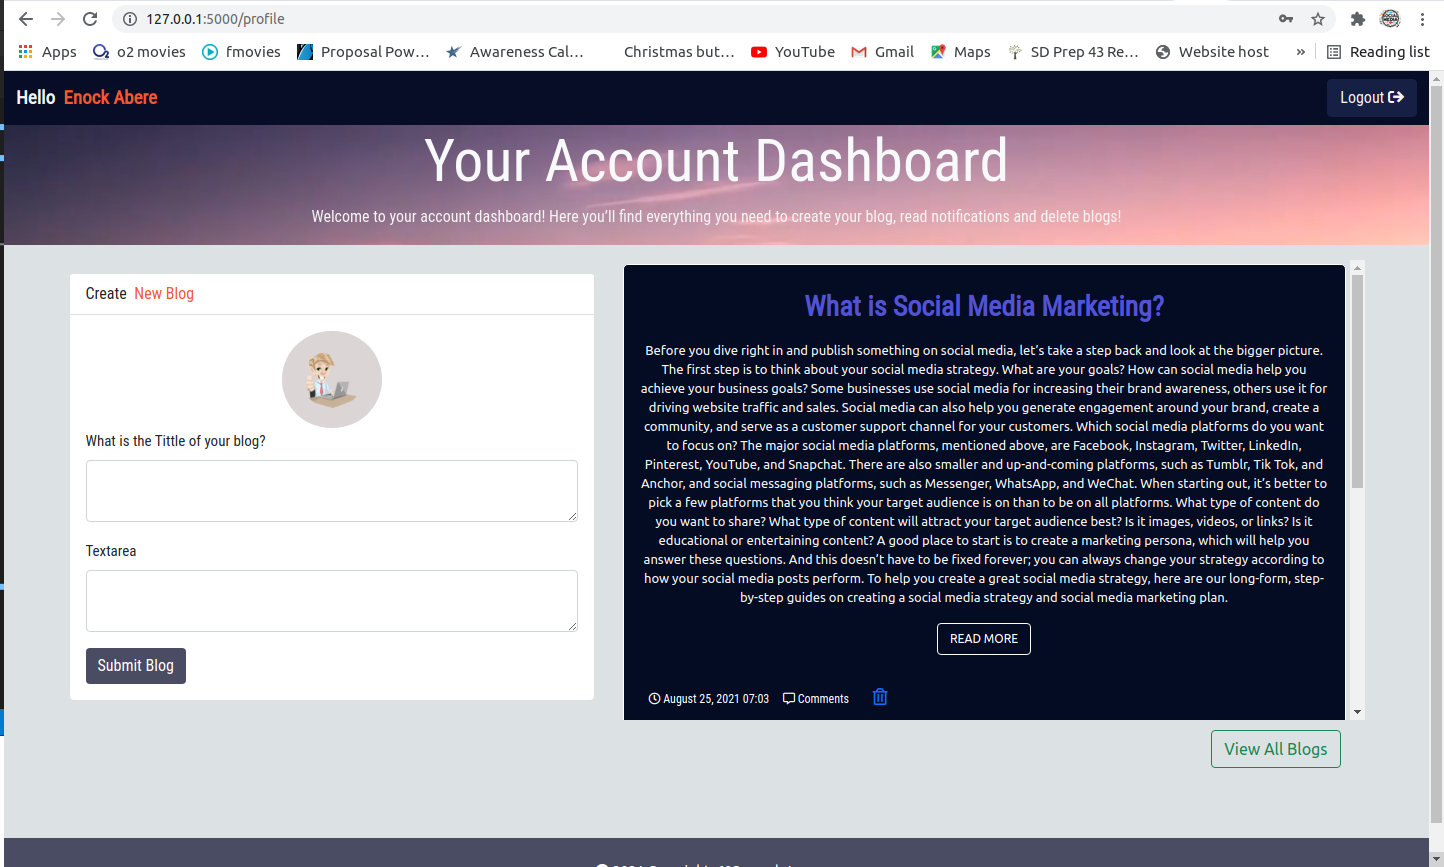 127.0.0.1:5000/profile
Apps o2 movies fmovies Proposal Pow... Awareness Cal... Christmas but... YouTube Gmail Maps SD Prep 43 Re... Website host » Reading list
Hello Enock Abere
Logout
Your Account Dashboard
Welcome to your account dashboard! Here you'll find everything you need to create your blog, read notifications and delete blogs!
Create New Blog
What is the Tittle of your blog?
Textarea
Submit Blog
What is Social Media Marketing?
Before you dive right in and publish something on social media, let's take a step back and look at the bigger picture.
The first step is to think about your social media strategy. What are your goals? How can social media help you
achieve your business goals? Some businesses use social media for increasing their brand awareness, others use it for
driving website traffic and sales. Social media can also help you generate engagement around your brand, create a
community, and serve as a customer support channel for your customers. Which social media platforms do you want
to focus on? The major social media platforms, mentioned above, are Facebook, Instagram, Twitter, LinkedIn,
Pinterest, YouTube, and Snapchat. There are also smaller and up-and-coming platforms, such as Tumblr, Tik Tok, and
Anchor, and social messaging platforms, such as Messenger, WhatsApp, and WeChat. When starting out, it's better to
pick a few platforms that you think your target audience is on than to be on all platforms. What type of content do
you want to share? What type of content will attract your target audience best? Is it images, videos, or links? Is it
educational or entertaining content? A good place to start is to create a marketing persona, which will help you
answer these questions. And this doesn't have to be fixed forever; you can always change your strategy according to
how your social media posts perform. To help you create a great social media strategy, here are our long-form, step-
by-step guides on creating a social media strategy and social media marketing plan.
READ MORE
August 25, 2021 07:03 Comments
View All Blogs